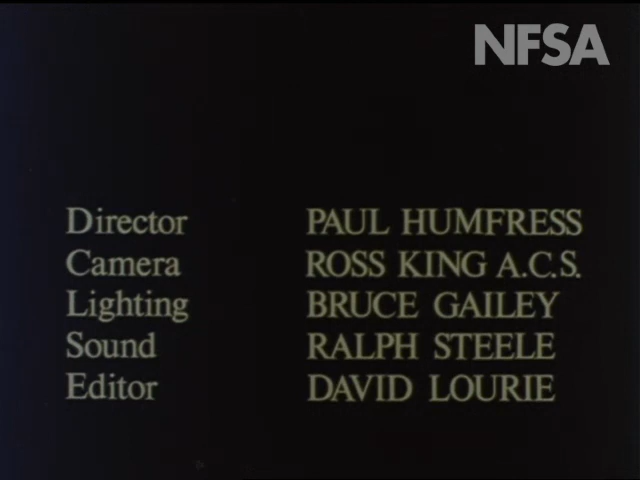 NFSA
Director PAUL HUMFRESS
Camera ROSS KING A.C.S.
Lighting BRUCE GAILEY
Sound RALPH STEELE
Editor DAVID LOURIE